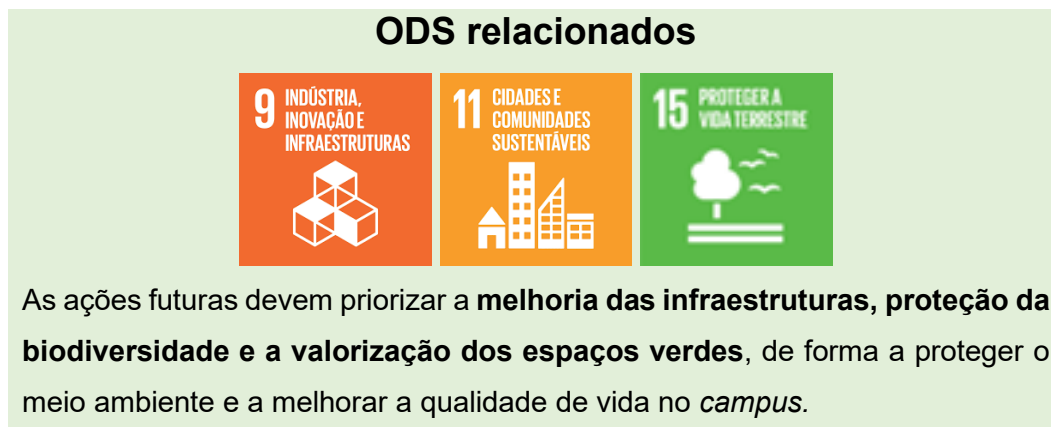 ODS relacionados
9 INDÚSTRIA,
INOVAÇÃO E
INFRAESTRUTURAS
11 CIDADES E
COMUNIDADES
SUSTENTÁVEIS
15 PROTEGER A
VIDA TERRESTRE
As ações futuras devem priorizar a melhoria das infraestruturas, proteção da
biodiversidade e a valorização dos espaços verdes, de forma a proteger o
meio ambiente e a melhorar a qualidade de vida no campus.